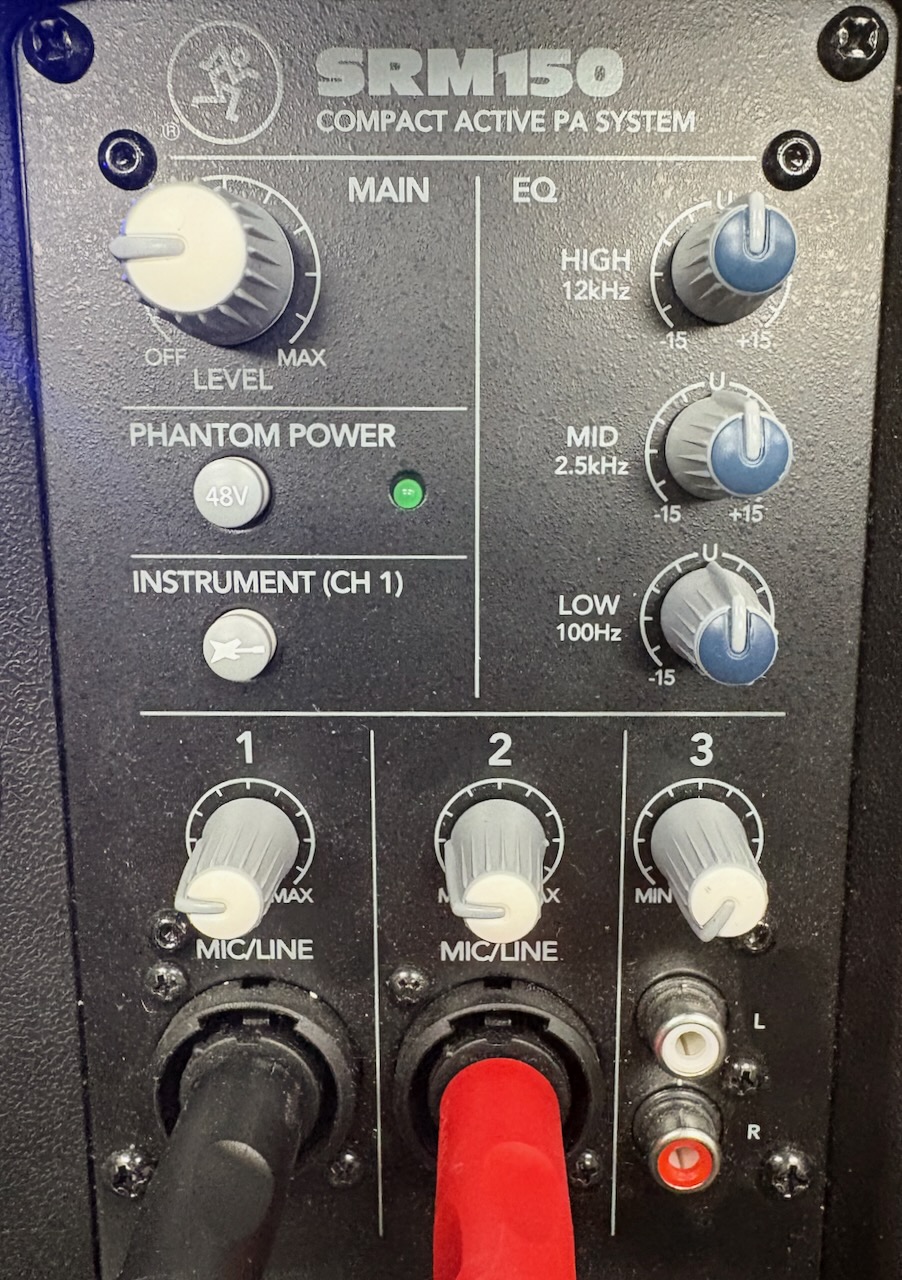 SRM150
COMPACT ACTIVE PA SYSTEM
®
MAIN
OFF
MAX
LEVEL
PHANTOM POWER
48V
INSTRUMENT (CH 1)
EQ
U
HIGH
12kHz
-15
+15
U
MID
2.5kHz
-15
+15
U
LOW
100Hz
-15
1
MAX
MIC/LINE
2
MIC/LINE
3
MIN
L
R